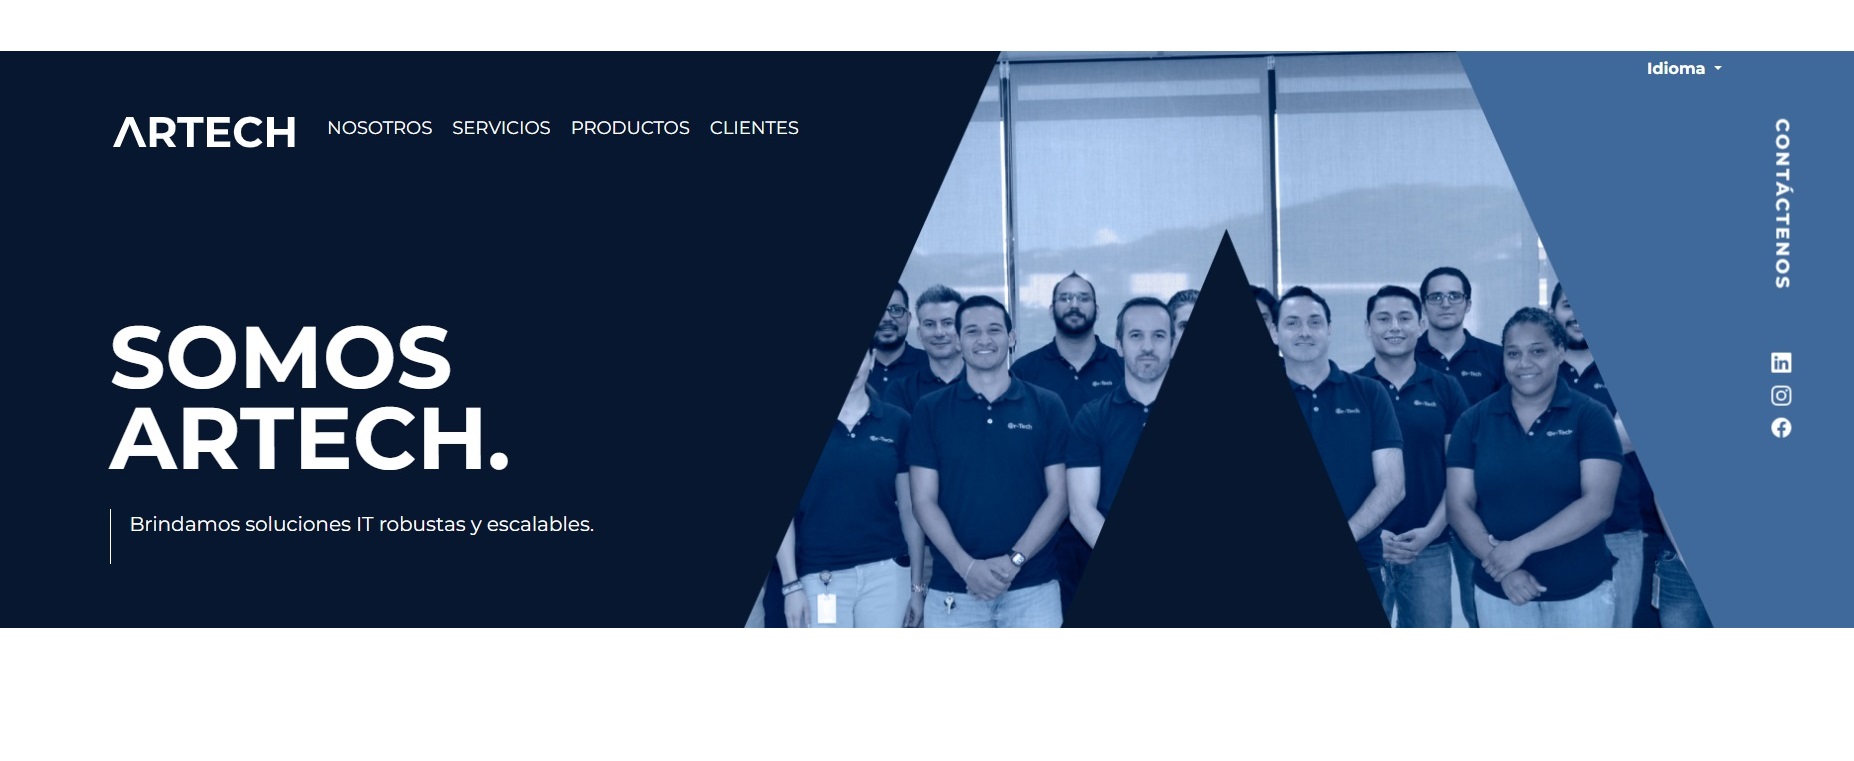 Idioma
ARTECH NOSOTROS SERVICIOS PRODUCTOS CLIENTES
CONTÁCTENOS
SOMOS
ARTECH.
Brindamos soluciones IT robustas y escalables.